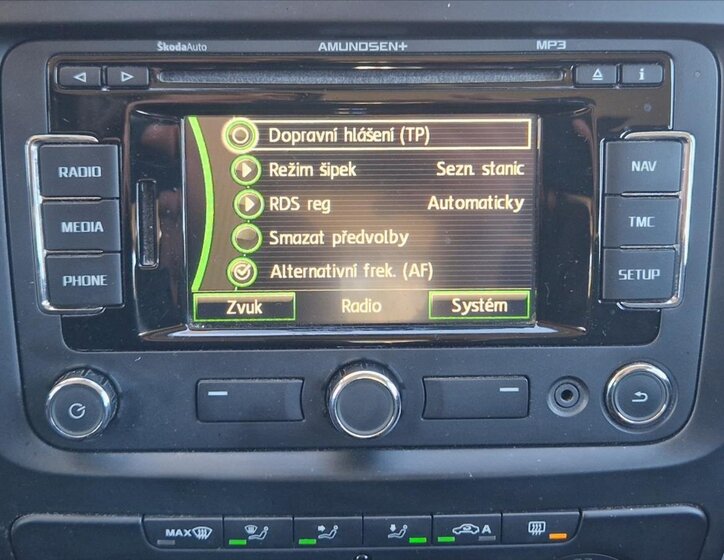 ŠkodaAuto AMUNDSEN+ MP3
i
RADIO
MEDIA
PHONE
Dopravní hlášení (TP)
Režim šipek Sezn. stanic
RDS reg Automaticky
Smazat předvolby
Alternativní frek. (AF)
Zvuk Radio Systém
NAV
TMC
SETUP
MAX A